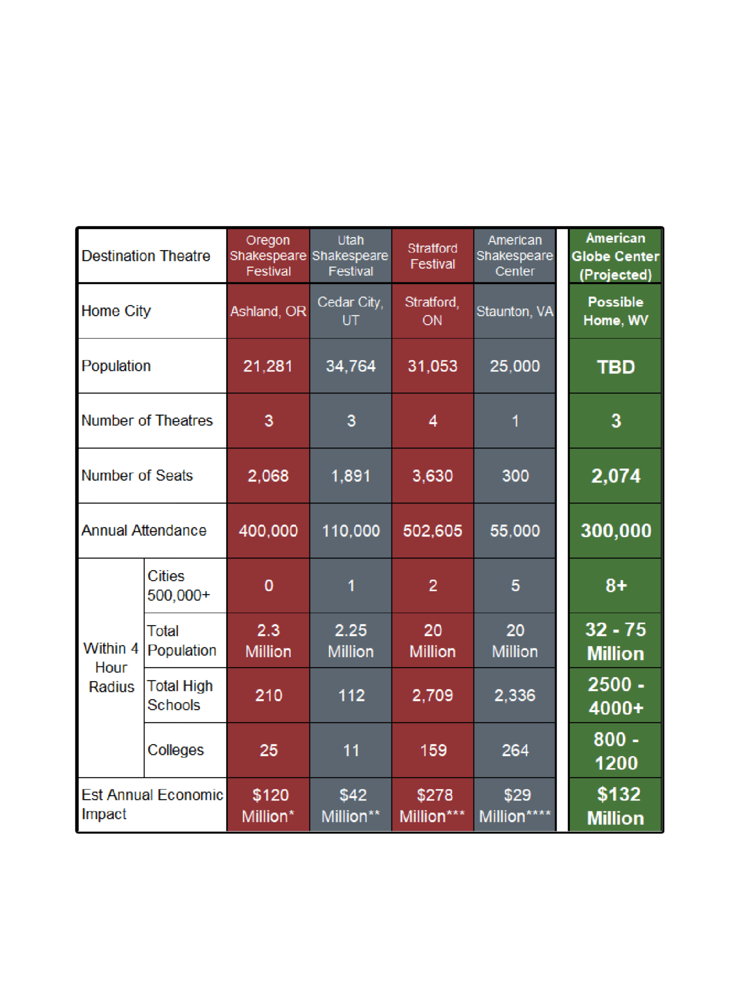 Destination Theatre
Oregon
Shakespeare
Festival
Utah
Shakespeare
Festival
Stratford
Festival
American
Shakespeare
Center
American
Globe Center
(Projected)
Home City
Ashland, OR
Cedar City,
UT
Stratford,
ON
Staunton, VA
Possible
Home, WV
Population
21,281
34,764
31,053
25,000
TBD
Number of Theatres
3
3
4
1
3
Number of Seats
2,068
1,891
3,630
300
2,074
Annual Attendance
400,000
110,000
502,605
55,000
300,000
Within 4
Hour
Radius
Cities
500,000+
0
1
2
5
8+
Total
Population
2.3
Million
2.25
Million
20
Million
20
Million
32 - 75
Million
Total High
Schools
210
112
2,709
2,336
2500 -
4000+
Colleges
25
11
159
264
800 -
1200
Est Annual Economic
Impact
$120
Million*
$42
Million**
$278
Million***
$29
Million****
$132
Million